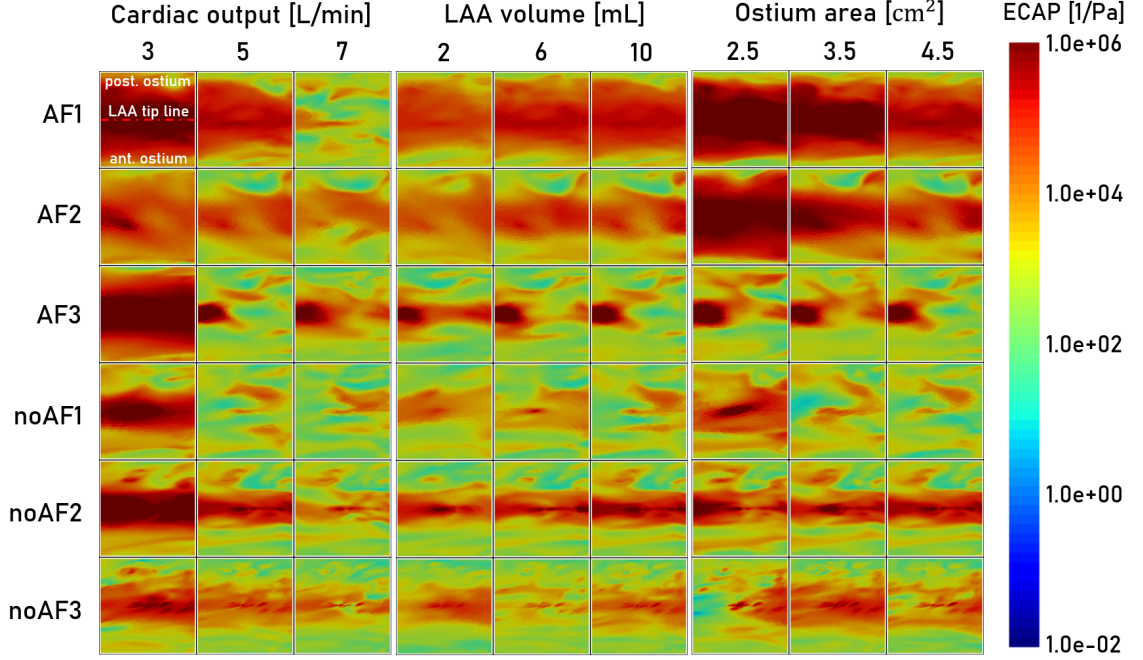 Cardiac output [L/min] LAA volume [mL] Ostium area [cm²] ECAP [1/Pa]
3 5 7 2 6 10 2.5 3.5 4.5
1.0e+06
post. ostium
AF1 LAA tip line
ant. ostium
1.0e+04
AF2
AF3
1.0e+02
noAF1
1.0e+00
noAF2
noAF3
1.0e-02